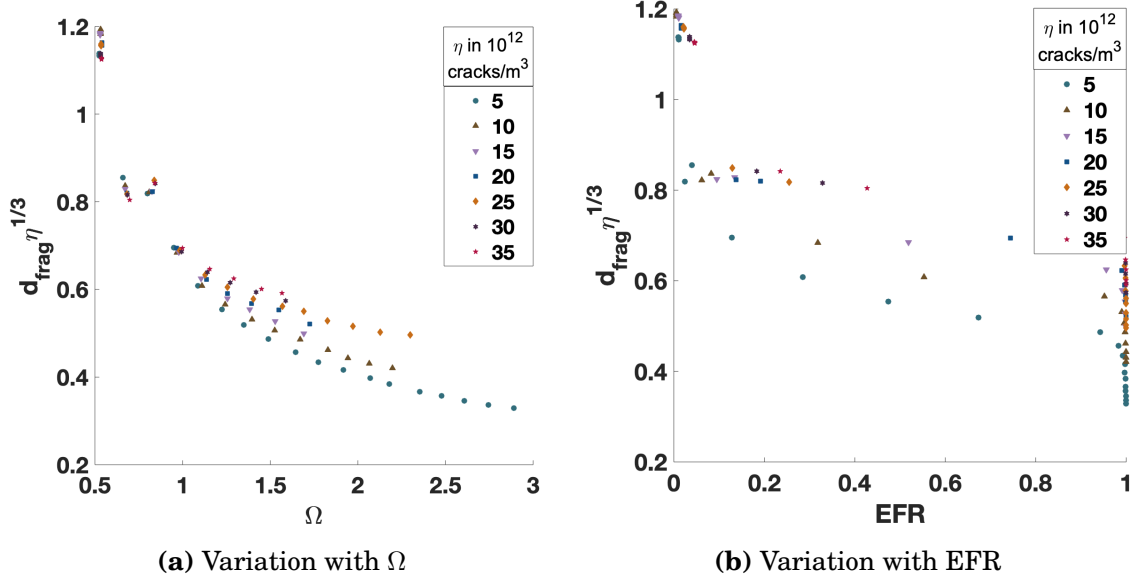 1.2
1
0.8
0.6
0.4
0.2
d_frag η^1/3
0.5 1 1.5 2 2.5 3
Ω
η in 10^12
cracks/m^3
5
10
15
20
25
30
35
(a) Variation with Ω
1.2
1
0.8
0.6
0.4
0.2
d_frag η^1/3
0 0.2 0.4 0.6 0.8 1
EFR
η in 10^12
cracks/m^3
5
10
15
20
25
30
35
(b) Variation with EFR